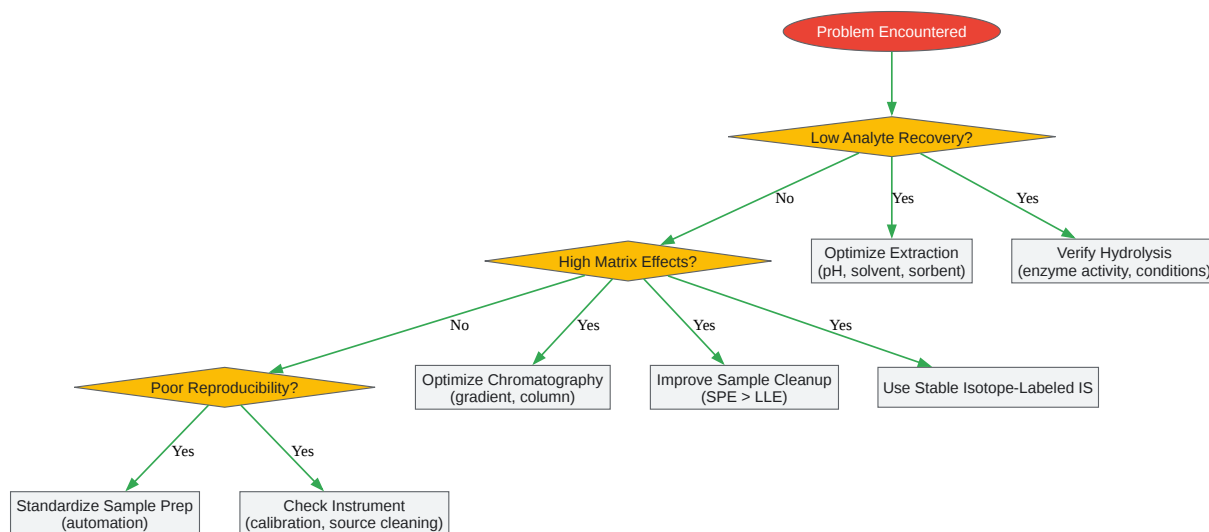 Problem Encountered
Low Analyte Recovery?
No
Yes
Yes
High Matrix Effects?
Optimize Extraction
(pH, solvent, sorbent)
Verify Hydrolysis
(enzyme activity, conditions)
No
Yes
Yes
Yes
Poor Reproducibility?
Optimize Chromatography
(gradient, column)
Improve Sample Cleanup
(SPE > LLE)
Use Stable Isotope-Labeled IS
Yes
Yes
Standardize Sample Prep
(automation)
Check Instrument
(calibration, source cleaning)